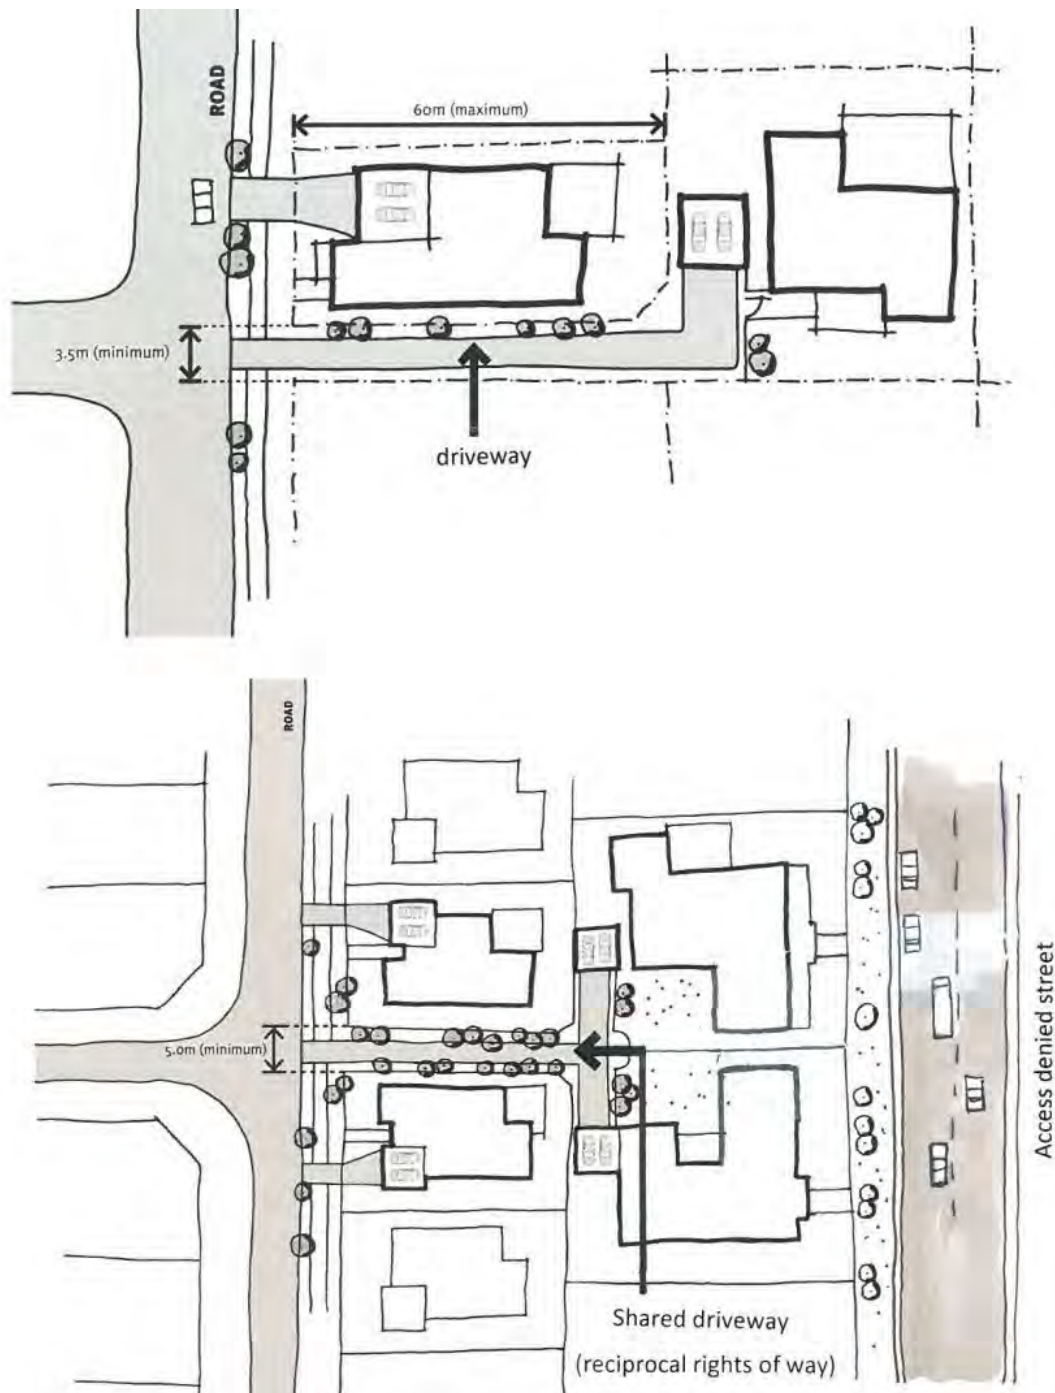 ROAD
60m (maximum)
3.5m (minimum)
driveway
ROAD
5.0m (minimum)
Access denied street
Shared driveway
(reciprocal rights of way)